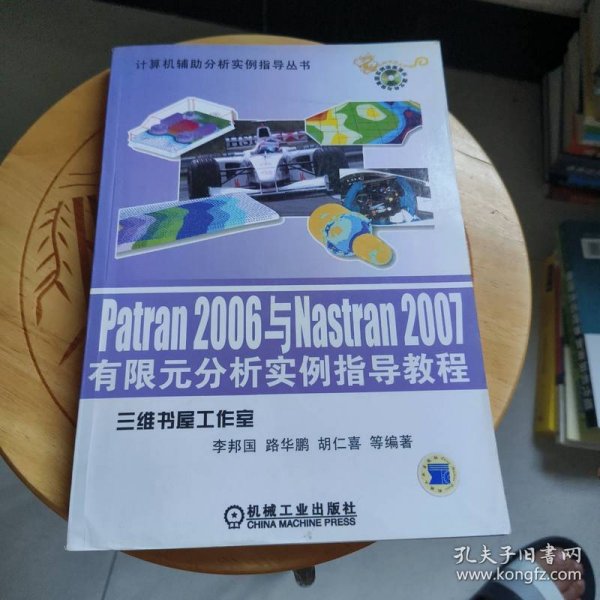 计算机辅助分析实例指导丛书
HSBC
Patran 2006与Nastran 2007
有限元分析实例指导教程
三维书屋工作室
李邦国 路华鹏 胡仁喜 等编著
机械工业出版社
CHINA MACHINE PRESS
孔夫子旧书网
www.kongfz.com